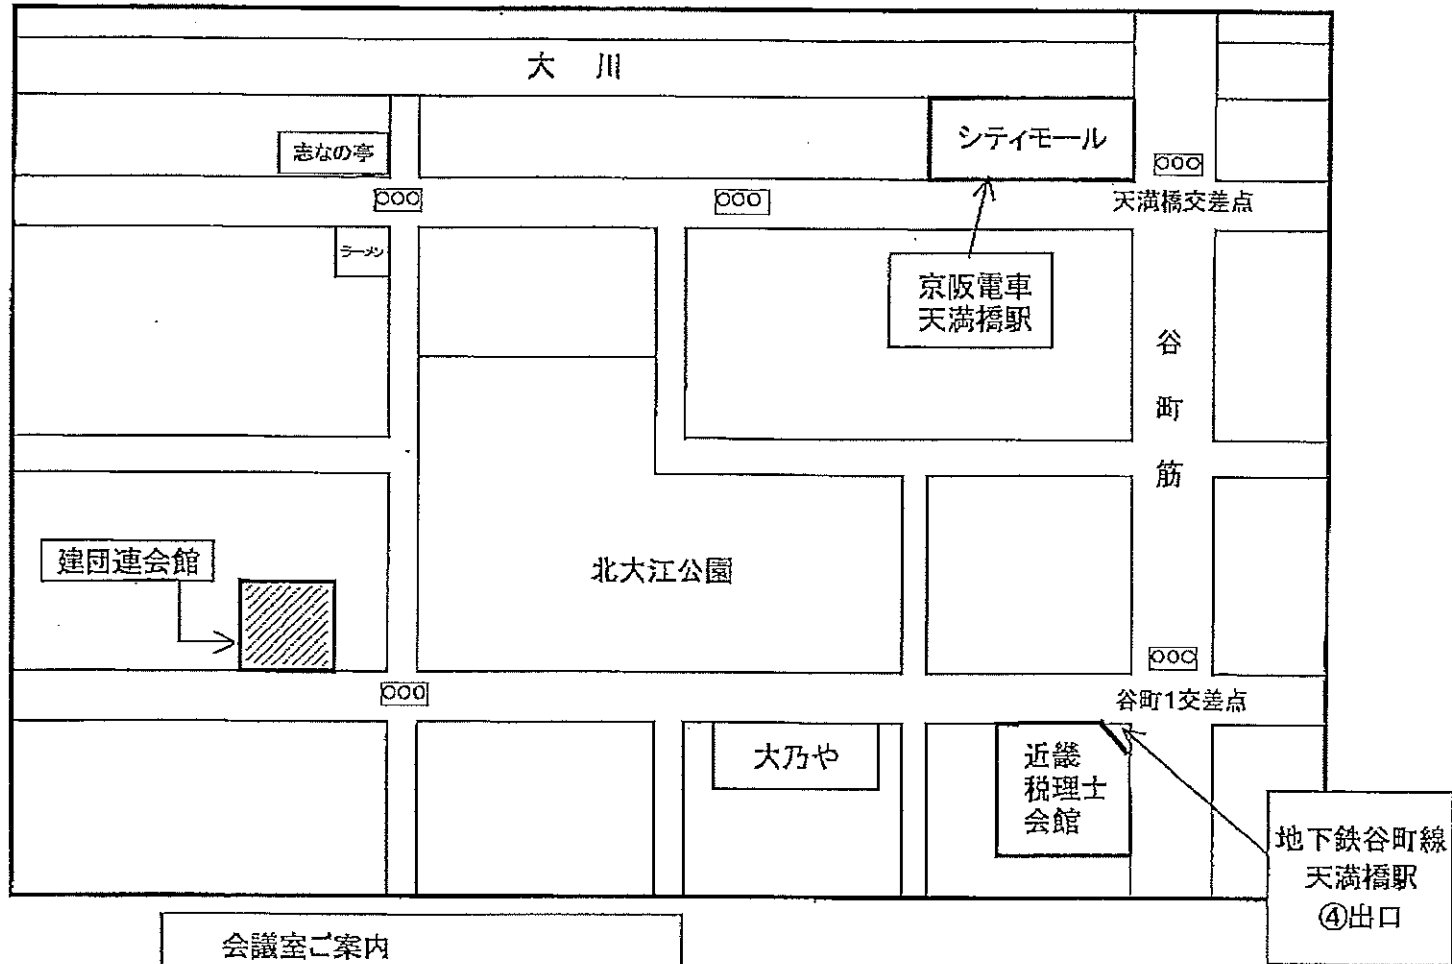 大 川
シティモール
志なの亭
天満橋交差点
ラーメン
京阪電車
天満橋駅
谷町筋
建団連会館
北大江公園
谷町1交差点
大乃や
近畿
税理士
会館
地下鉄谷町線
天満橋駅
④出口
会議室ご案内